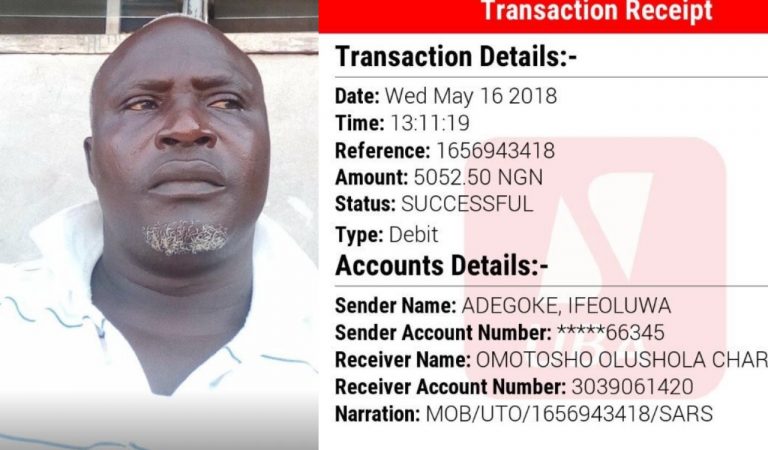 Transaction Receipt
Transaction Details:-
Date: Wed May 16 2018
Time: 13:11:19
Reference: 1656943418
Amount: 5052.50 NGN
Status: SUCCESSFUL
Type: Debit
Accounts Details:-
Sender Name: ADEGOKE, IFEOLUWA
Sender Account Number: *****66345
Receiver Name: OMOTOSHO OLUSHOLA CHAR
Receiver Account Number: 3039061420
Narration: MOB/UTO/1656943418/SARS
UBA